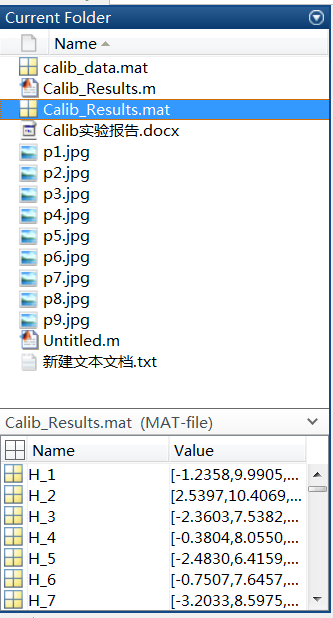 Current Folder
Name
calib_data.mat
Calib_Results.m
Calib_Results.mat
Calib实验报告.docx
p1.jpg
p2.jpg
p3.jpg
p4.jpg
p5.jpg
p6.jpg
p7.jpg
p8.jpg
p9.jpg
Untitled.m
新建文本文档.txt
Calib_Results.mat (MAT-file)
Name Value
H_1 [-1.2358,9.9905,...
H_2 [2.5397,10.4069,...
H_3 [-2.3603,7.5382,...
H_4 [-0.3804,8.0550,...
H_5 [-2.4830,6.4159,...
H_6 [-0.7507,7.6457,...
H_7 [-3.2033,8.5975,...